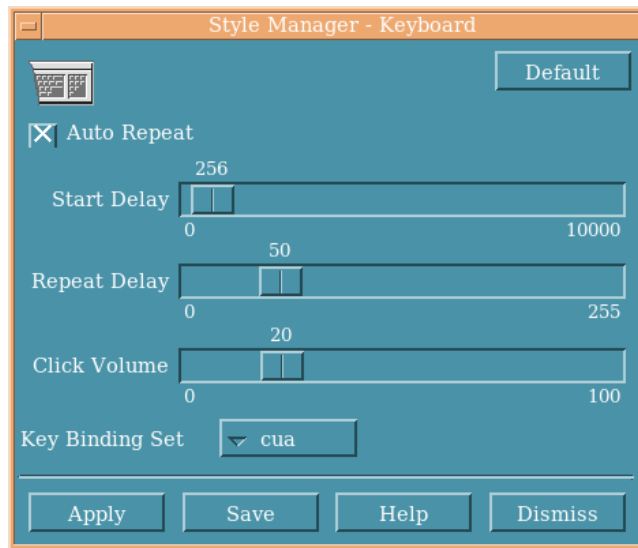 Style Manager - Keyboard
Default
Auto Repeat
256
Start Delay
0 10000
50
Repeat Delay
0 255
20
Click Volume
0 100
Key Binding Set cua
Apply Save Help Dismiss